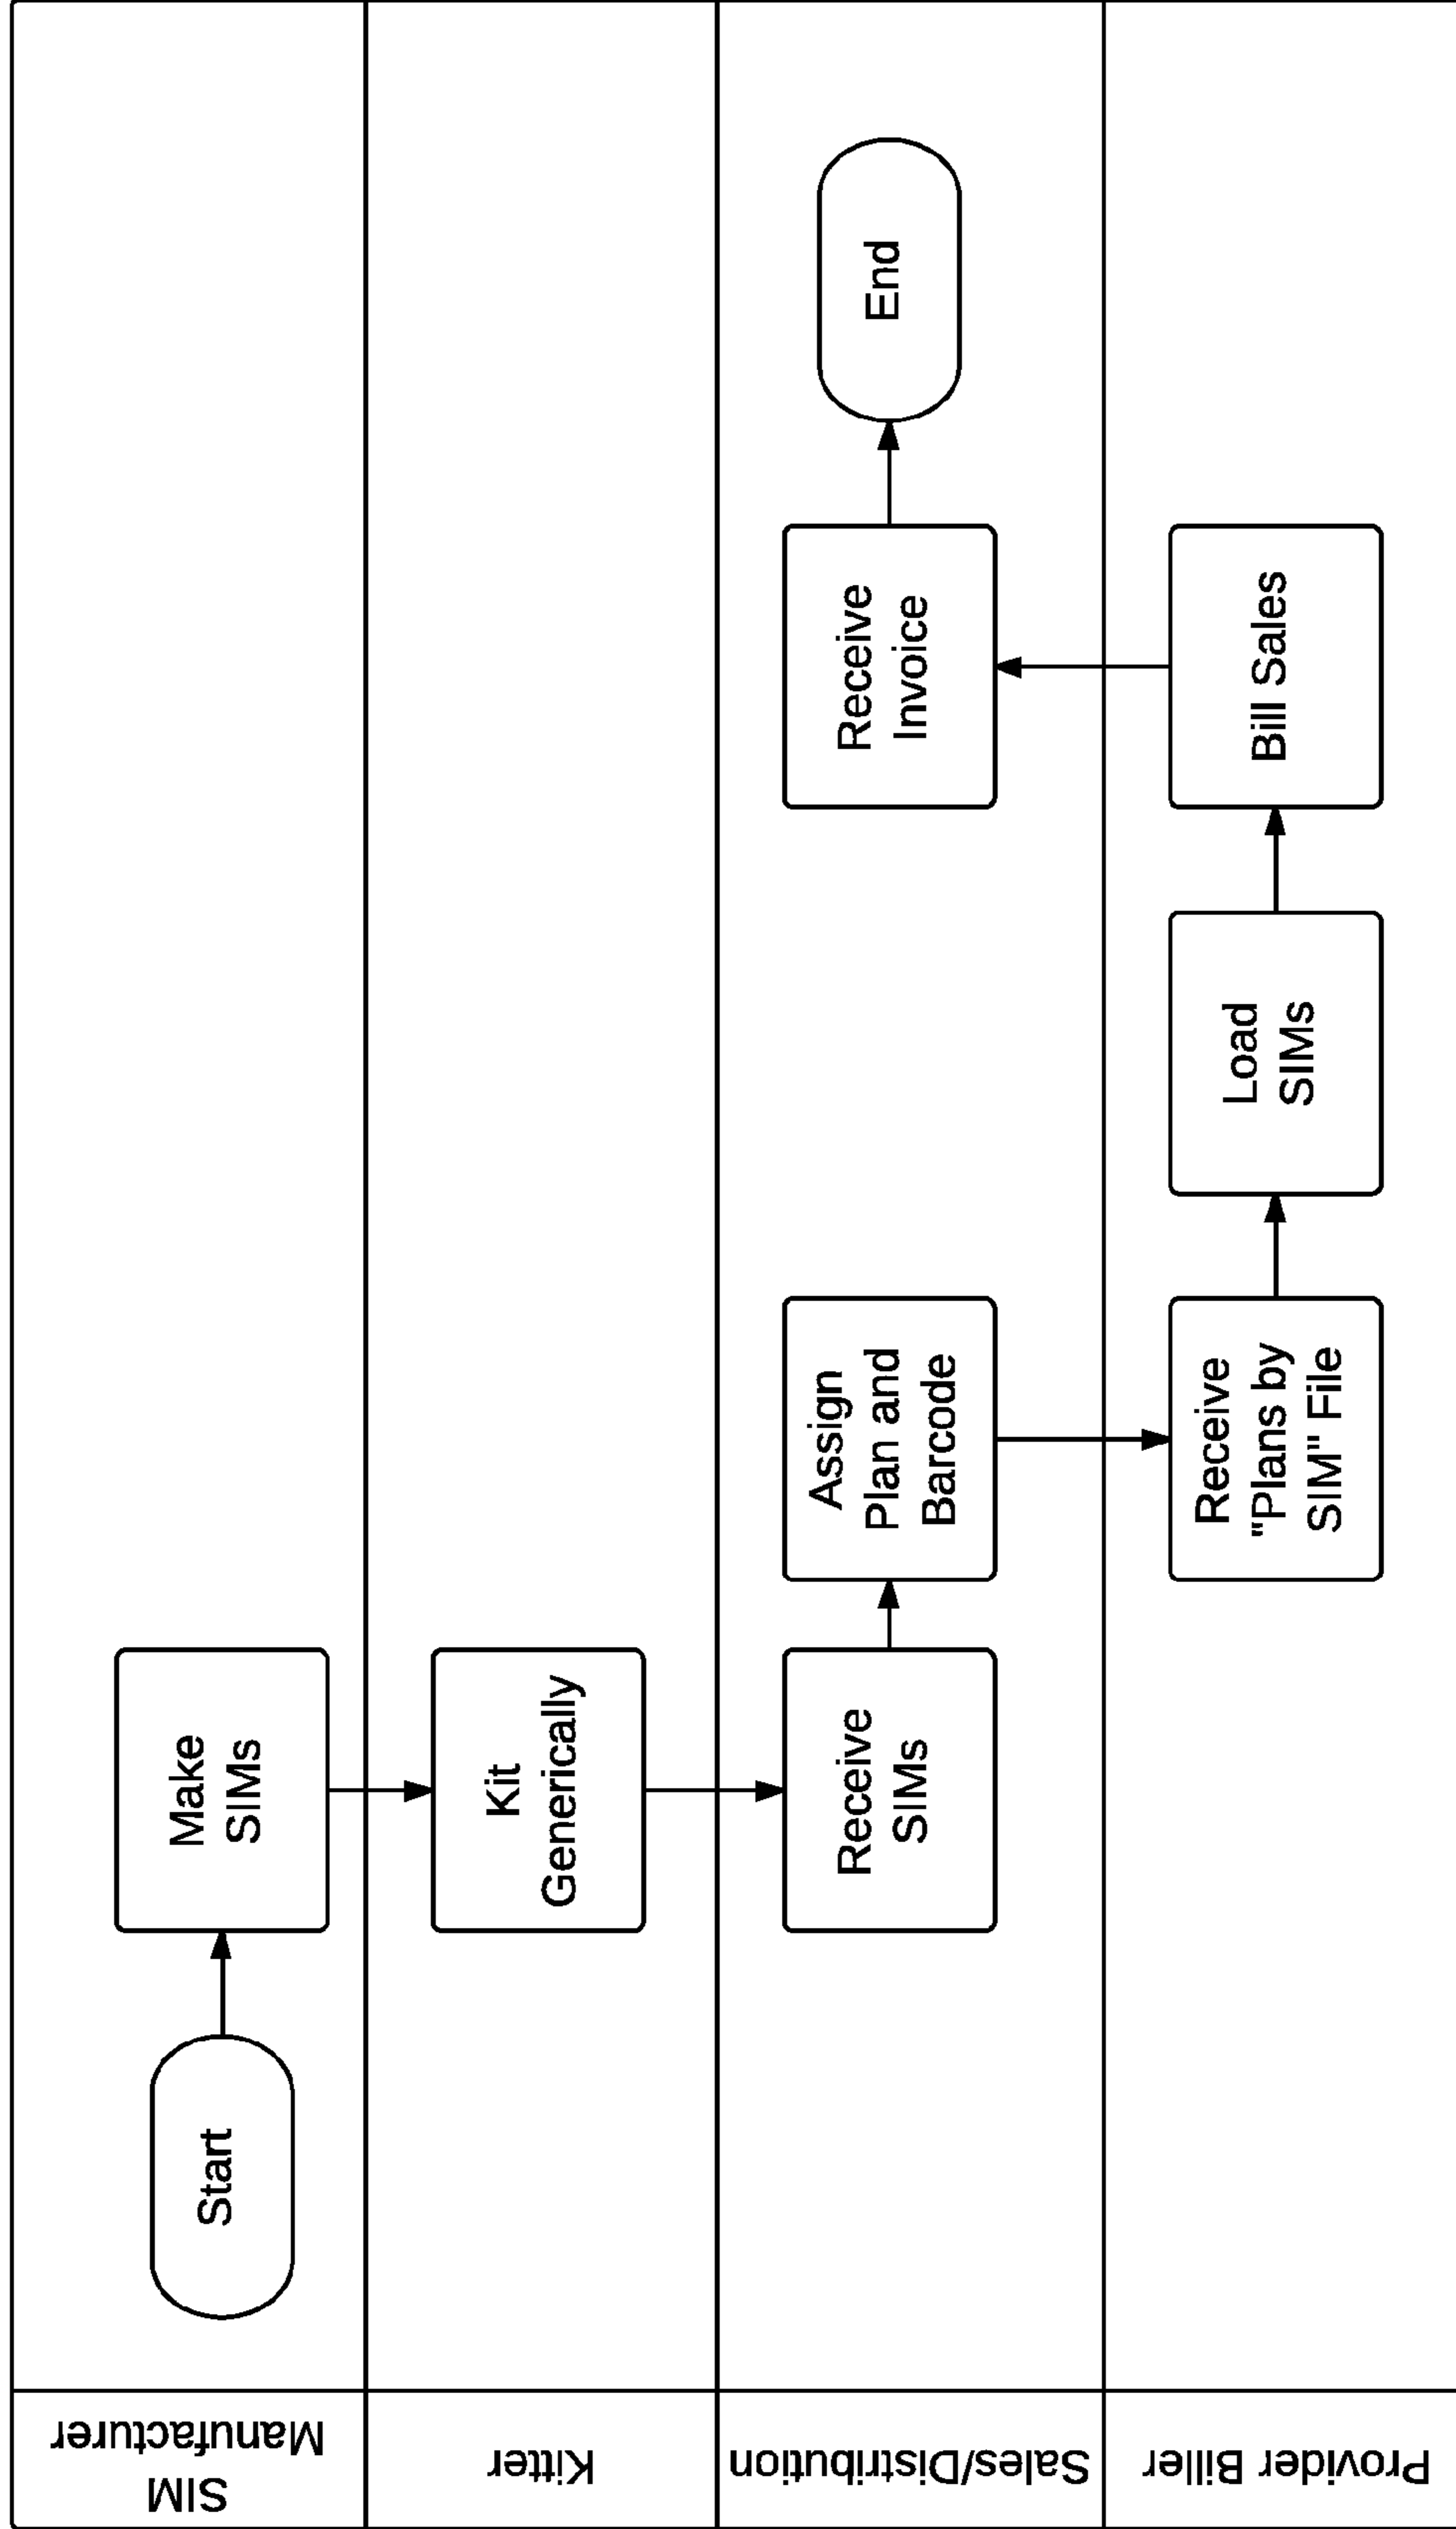 SIM
Manufacturer
Start
Make
SIMs
Kitter
Kit
Generically
Sales/Distribution
Receive
SIMs
Assign
Plan and
Barcode
Receive
Invoice
End
Provider Biller
Receive
"Plans by
SIM" File
Load
SIMs
Bill Sales